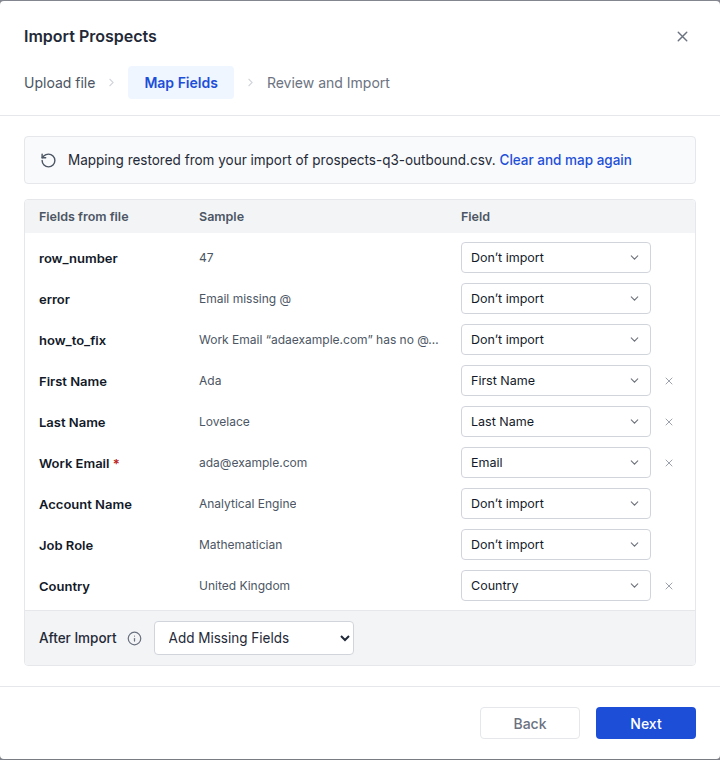 Import Prospects
Upload file
Map Fields
Review and Import
Mapping restored from your import of prospects-q3-outbound.csv. Clear and map again
Fields from file Sample Field
row_number 47 Don't import
error Email missing @ Don't import
how_to_fix Work Email “adaexample.com” has no @... Don't import
First Name Ada First Name
Last Name Lovelace Last Name
Work Email * ada@example.com Email
Account Name Analytical Engine Don't import
Job Role Mathematician Don't import
Country United Kingdom Country
After Import Add Missing Fields
Back Next